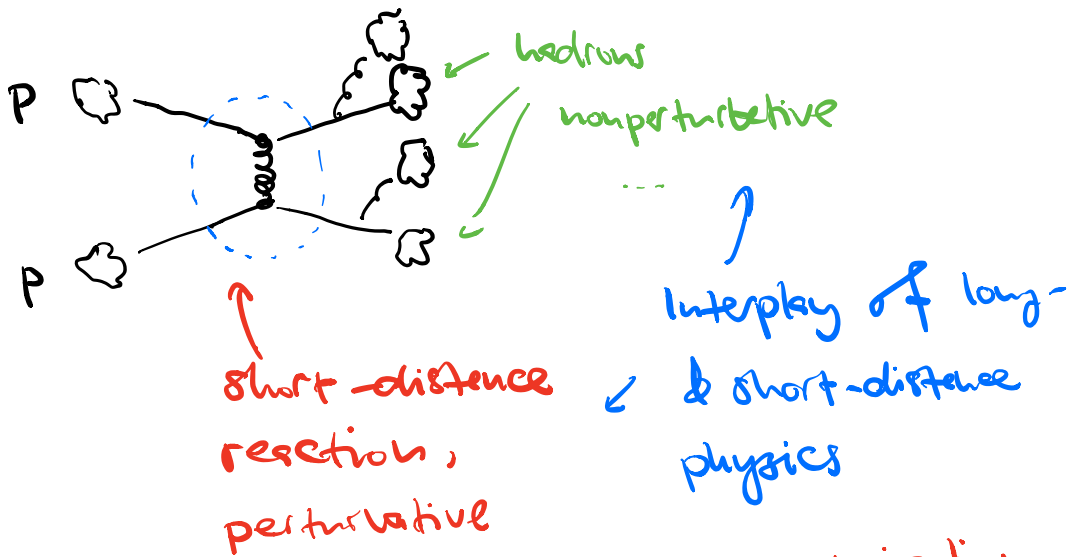 P
hadrons
nonperturbative
....
P
short-distance
reaction,
perturbative
Interplay of long-
& short-distance
physics